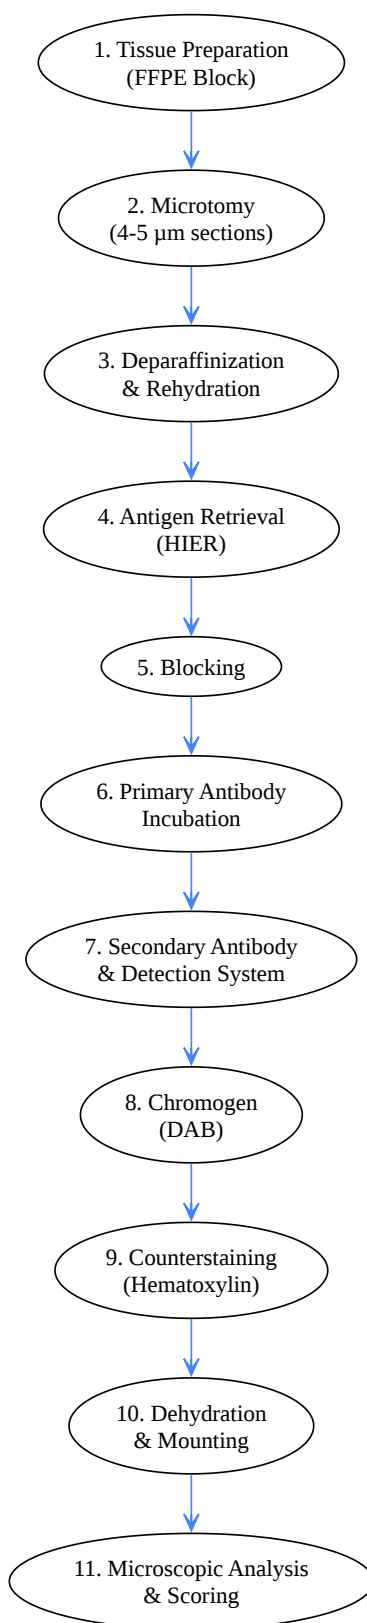 1. Tissue Preparation
(FFPE Block)
2. Microtomy
(4-5 µm sections)
3. Deparaffinization
& Rehydration
4. Antigen Retrieval
(HIER)
5. Blocking
6. Primary Antibody
Incubation
7. Secondary Antibody
& Detection System
8. Chromogen
(DAB)
9. Counterstaining
(Hematoxylin)
10. Dehydration
& Mounting
11. Microscopic Analysis
& Scoring